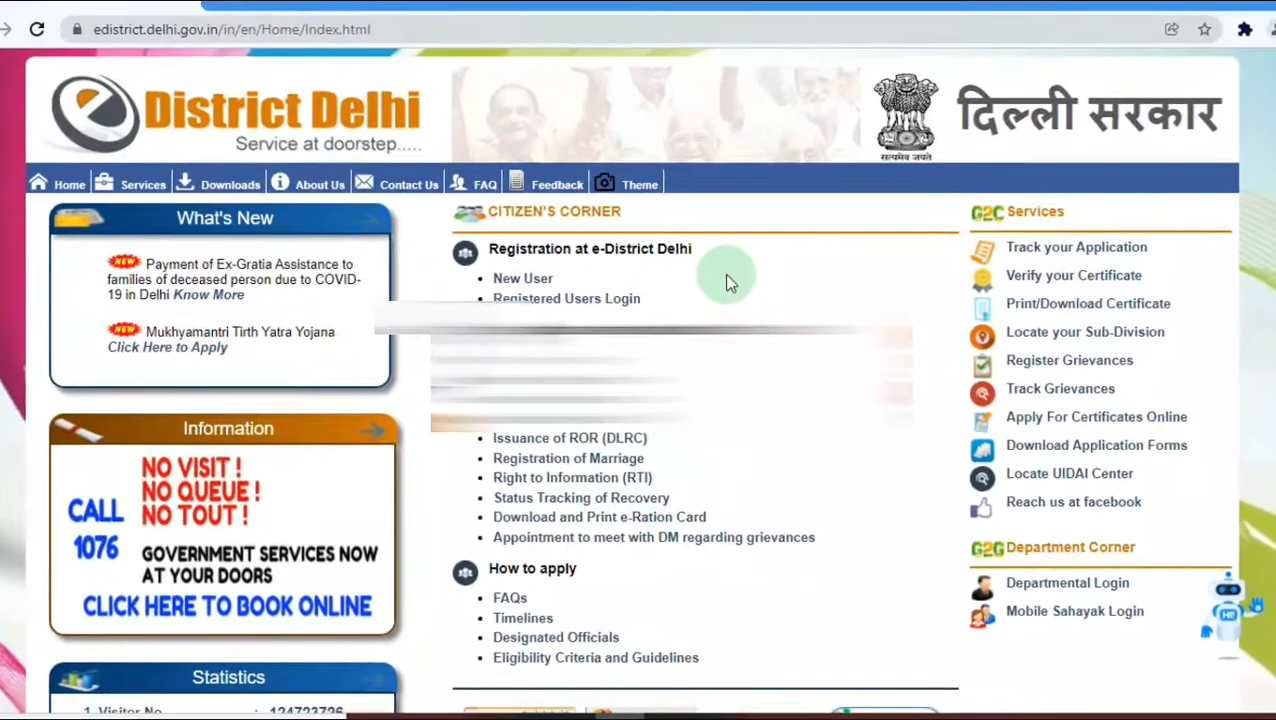 edistrict.delhi.gov.in/in/en/Home/Index.html
e District Delhi
Service at doorstep.....
सत्यमेव जयते
दिल्ली सरकार
Home Services Downloads About Us Contact Us FAQ Feedback Theme
What's New
NEW Payment of Ex-Gratia Assistance to
families of deceased person due to COVID-
19 in Delhi Know More
NEW Mukhyamantri Tirth Yatra Yojana
Click Here to Apply
Information
NO VISIT !
NO QUEUE !
NO TOUT !
CALL
1076
GOVERNMENT SERVICES NOW
AT YOUR DOORS
CLICK HERE TO BOOK ONLINE
Statistics
1. Visitor No. : 124723726
CITIZEN'S CORNER
Registration at e-District Delhi
• New User
• Registered Users Login
• Issuance of ROR (DLRC)
• Registration of Marriage
• Right to Information (RTI)
• Status Tracking of Recovery
• Download and Print e-Ration Card
• Appointment to meet with DM regarding grievances
How to apply
• FAQs
• Timelines
• Designated Officials
• Eligibility Criteria and Guidelines
G2C Services
Track your Application
Verify your Certificate
Print/Download Certificate
Locate your Sub-Division
Register Grievances
Track Grievances
Apply For Certificates Online
Download Application Forms
Locate UIDAI Center
Reach us at facebook
G2G Department Corner
Departmental Login
Mobile Sahayak Login